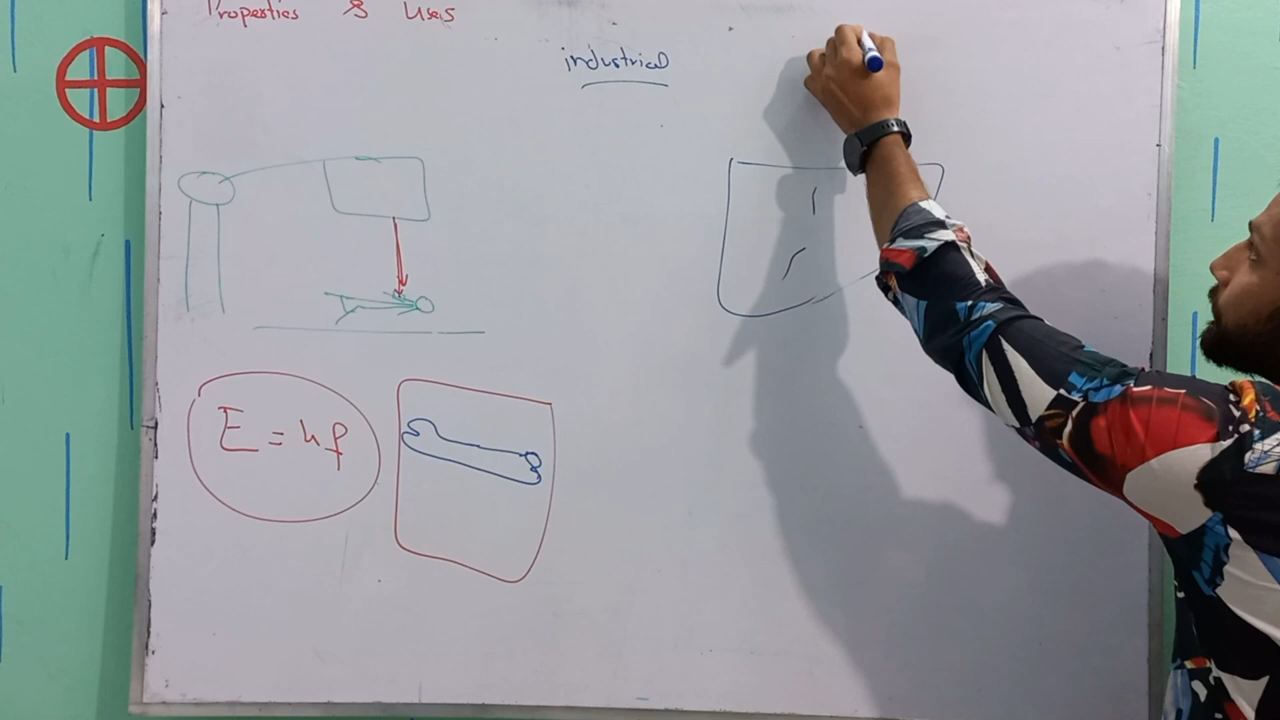 Properties & Uses
industrial
E = hf